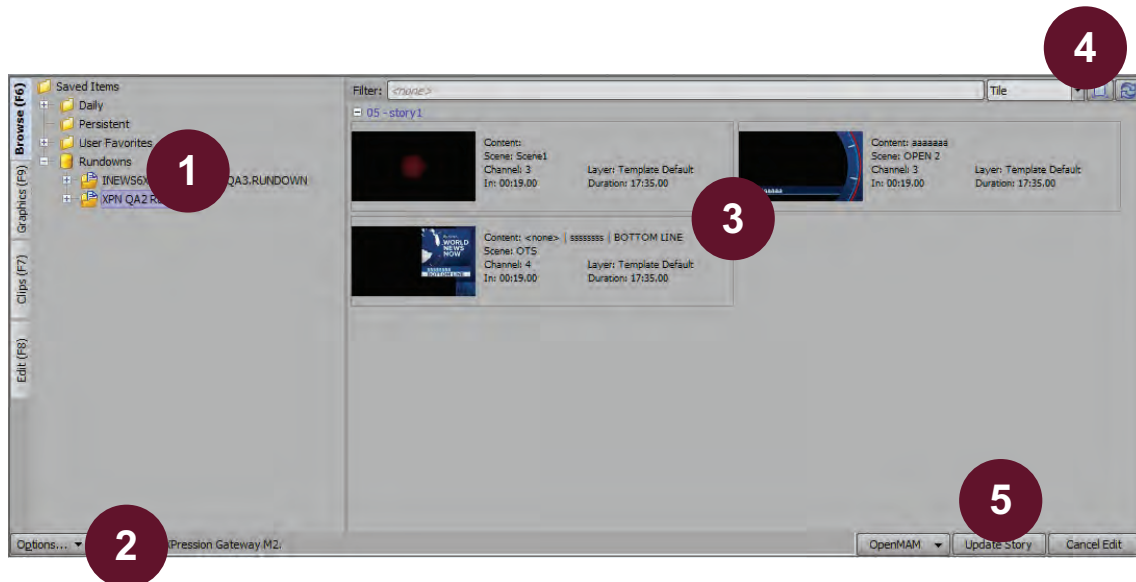 4
Browse (F6)
Graphics (F9)
Clips (F7)
Edit (F8)
Saved Items
Daily
Persistent
User Favorites
Rundowns
QA3.RUNDOWN
XPN QA2
1
Filter: <none>
Tile
05 - story1
Content:
Scene: Scene1
Channel: 3 Layer: Template Default
In: 00:19.00 Duration: 17:35.00
Content: aaaaaaa
Scene: OPEN 2
Channel: 3 Layer: Template Default
In: 00:19.00 Duration: 17:35.00
3
WORLD
NEWS
NOW
ssssssss
BOTTOM LINE
Content: <none> | ssssssss | BOTTOM LINE
Scene: OTS
Channel: 4 Layer: Template Default
In: 00:19.00 Duration: 17:35.00
5
Options...
2
Pression Gateway.M2.
OpenMAM
Update Story
Cancel Edit